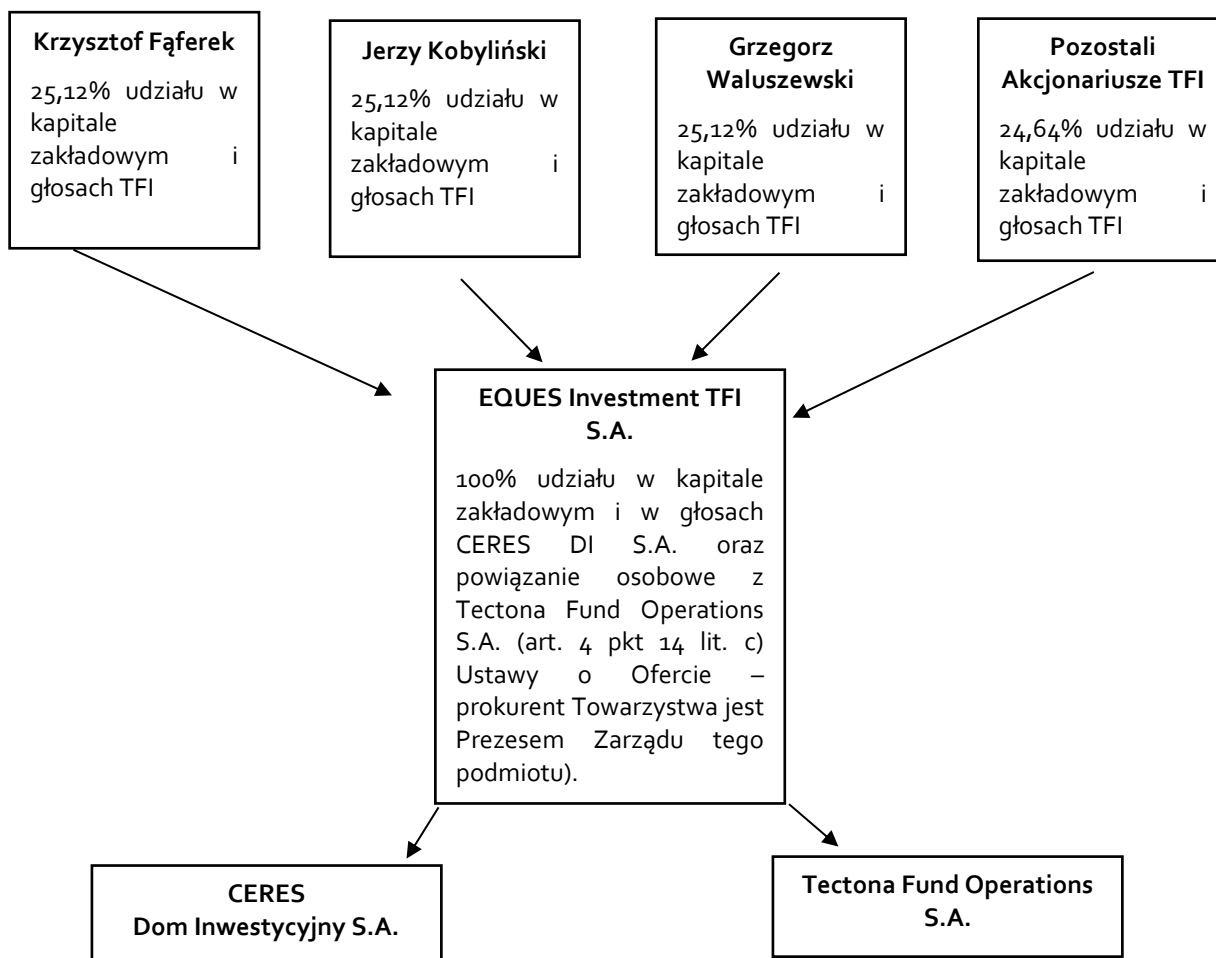 Krzysztof Fąferek
25,12% udziału w
kapitale
zakładowym i
głosach TFI
Jerzy Kobyliński
25,12% udziału w
kapitale
zakładowym i
głosach TFI
Grzegorz
Waluszewski
25,12% udziału w
kapitale
zakładowym i
głosach TFI
Pozostali
Akcjonariusze TFI
24,64% udziału w
kapitale
zakładowym i
głosach TFI
EQUES Investment TFI
S.A.
100% udziału w kapitale
zakładowym i w głosach
CERES DI S.A. oraz
powiązanie osobowe z
Tectona Fund Operations
S.A. (art. 4 pkt 14 lit. c)
Ustawy o Ofercie –
prokurent Towarzystwa jest
Prezesem Zarządu tego
podmiotu).
CERES
Dom Inwestycyjny S.A.
Tectona Fund Operations
S.A.